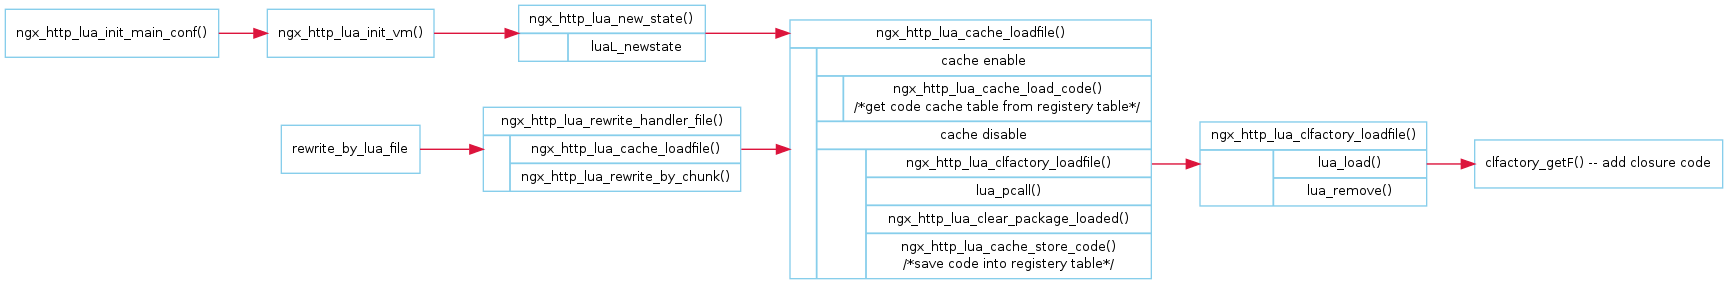 ngx_http_lua_init_main_conf()
ngx_http_lua_init_vm()
ngx_http_lua_new_state()
luaL_newstate
rewrite_by_lua_file
ngx_http_lua_rewrite_handler_file()
ngx_http_lua_cache_loadfile()
ngx_http_lua_rewrite_by_chunk()
ngx_http_lua_cache_loadfile()
cache enable
ngx_http_lua_cache_load_code()
/*get code cache table from registery table*/
cache disable
ngx_http_lua_clfactory_loadfile()
lua_pcall()
ngx_http_lua_clear_package_loaded()
ngx_http_lua_cache_store_code()
/*save code into registery table*/
ngx_http_lua_clfactory_loadfile()
lua_load()
lua_remove()
clfactory_getF() -- add closure code